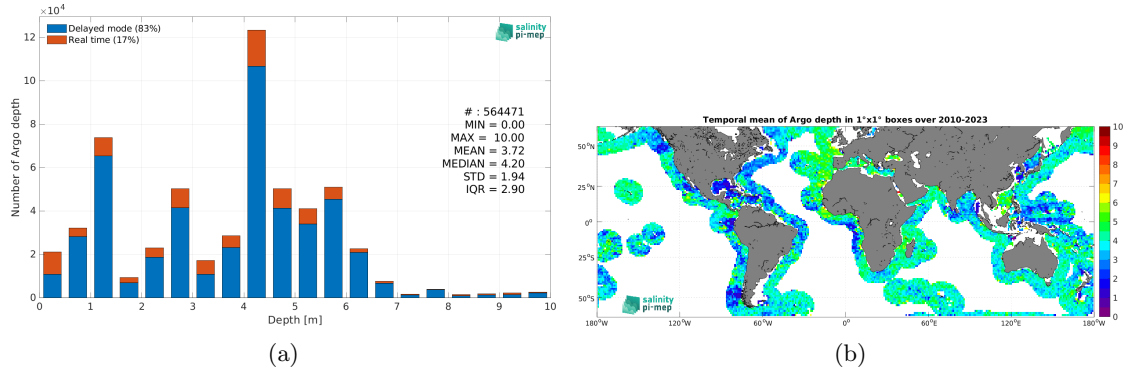 ×10⁴
Delayed mode (83%)
Real time (17%)
salinity
pi-mep
12
10
8
6
4
2
0
Number of Argo depth
# : 564471
MIN = 0.00
MAX = 10.00
MEAN = 3.72
MEDIAN = 4.20
STD = 1.94
IQR = 2.90
0 1 2 3 4 5 6 7 8 9 10
Depth [m]
(a)
Temporal mean of Argo depth in 1°x1° boxes over 2010-2023
50°N
25°N
0°
25°S
50°S
180°W 120°W 60°W 0° 60°E 120°E 180°W
salinity
pi-mep
10
9
8
7
6
5
4
3
2
1
0
(b)